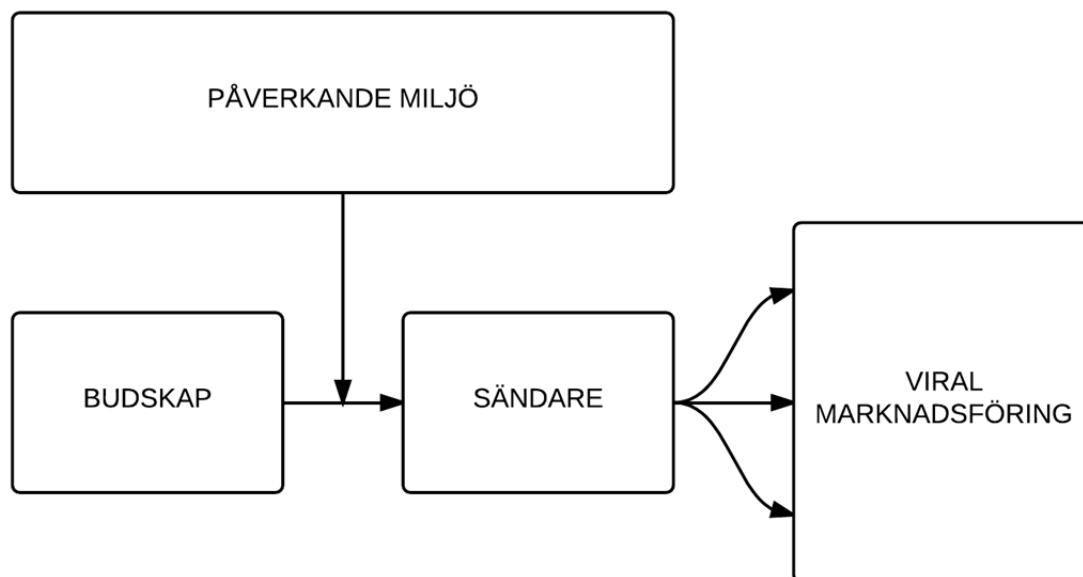 PÅVERKANDE MILJÖ
BUDSKAP
SÄNDARE
VIRAL
MARKNADSFÖRING